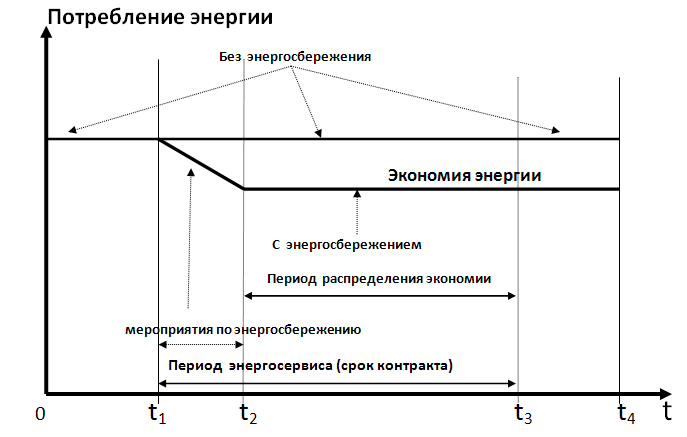 Потребление энергии
Без энергосбережения
Экономия энергии
С энергосбережением
Период распределения экономии
мероприятия по энергосбережению
Период энергосервиса (срок контракта)
0 t1 t2 t3 t4 t